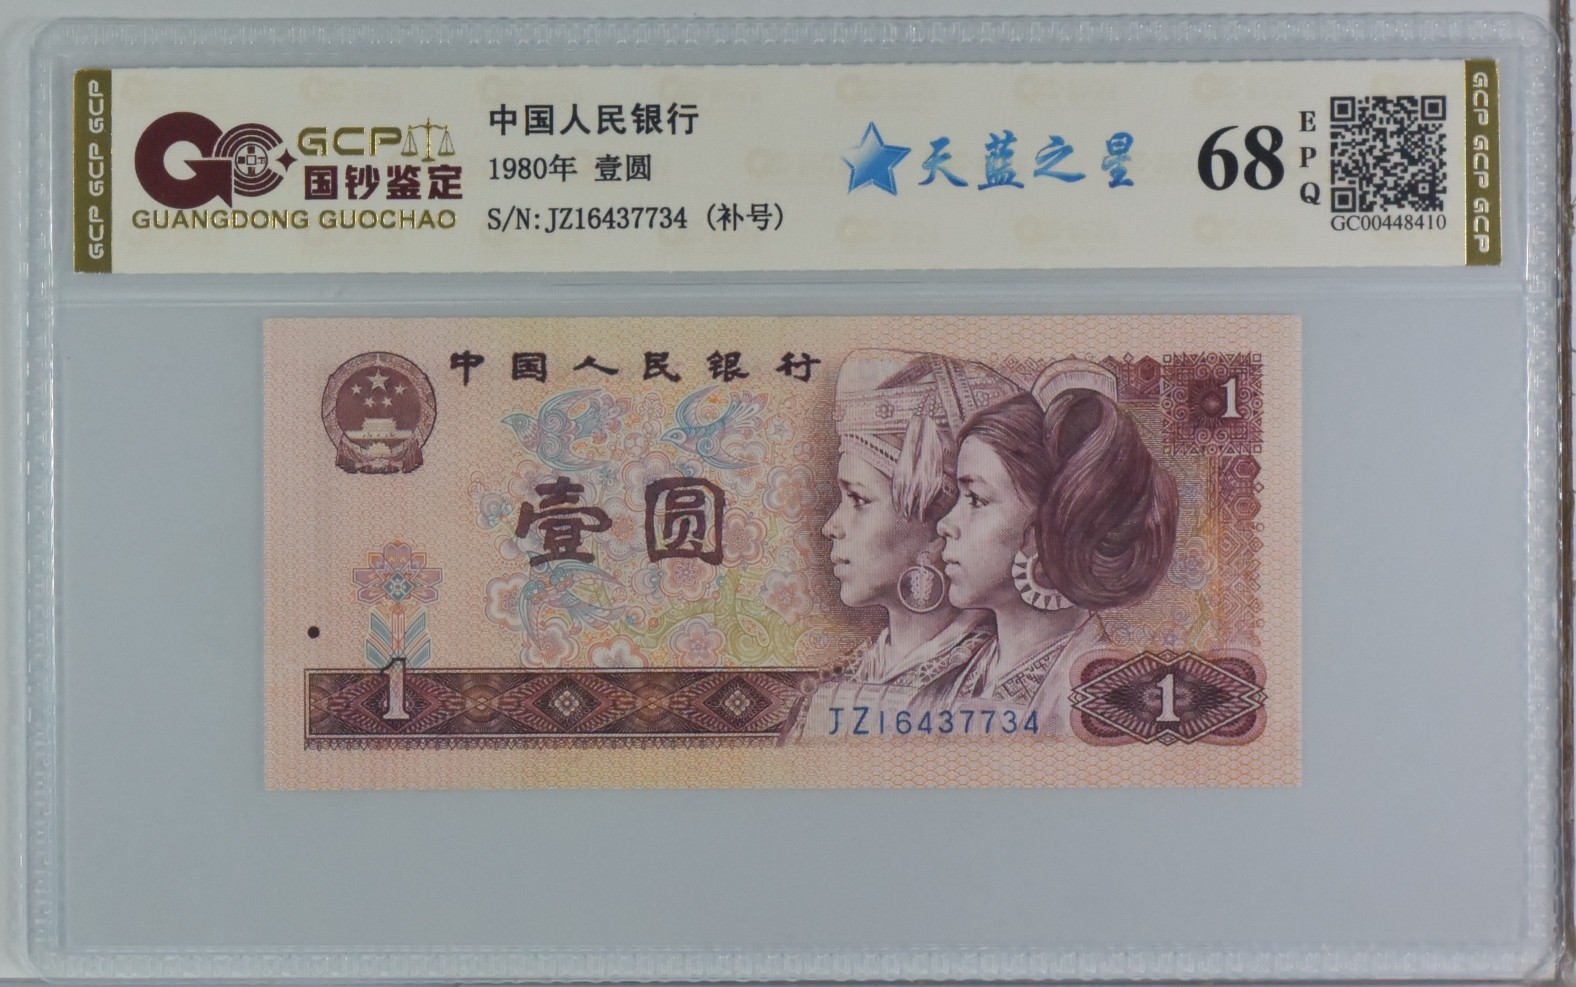 GCP GCP GCP
GCP
国钞鉴定
GUANGDONG GUOCHAO
中国人民银行
1980年 壹圆
S/N:JZ16437734 (补号)
天蓝之星
68
EPQ
GC00448410
GCP GCP GCP
中国人民银行
1
壹圆
1
JZ16437734
1